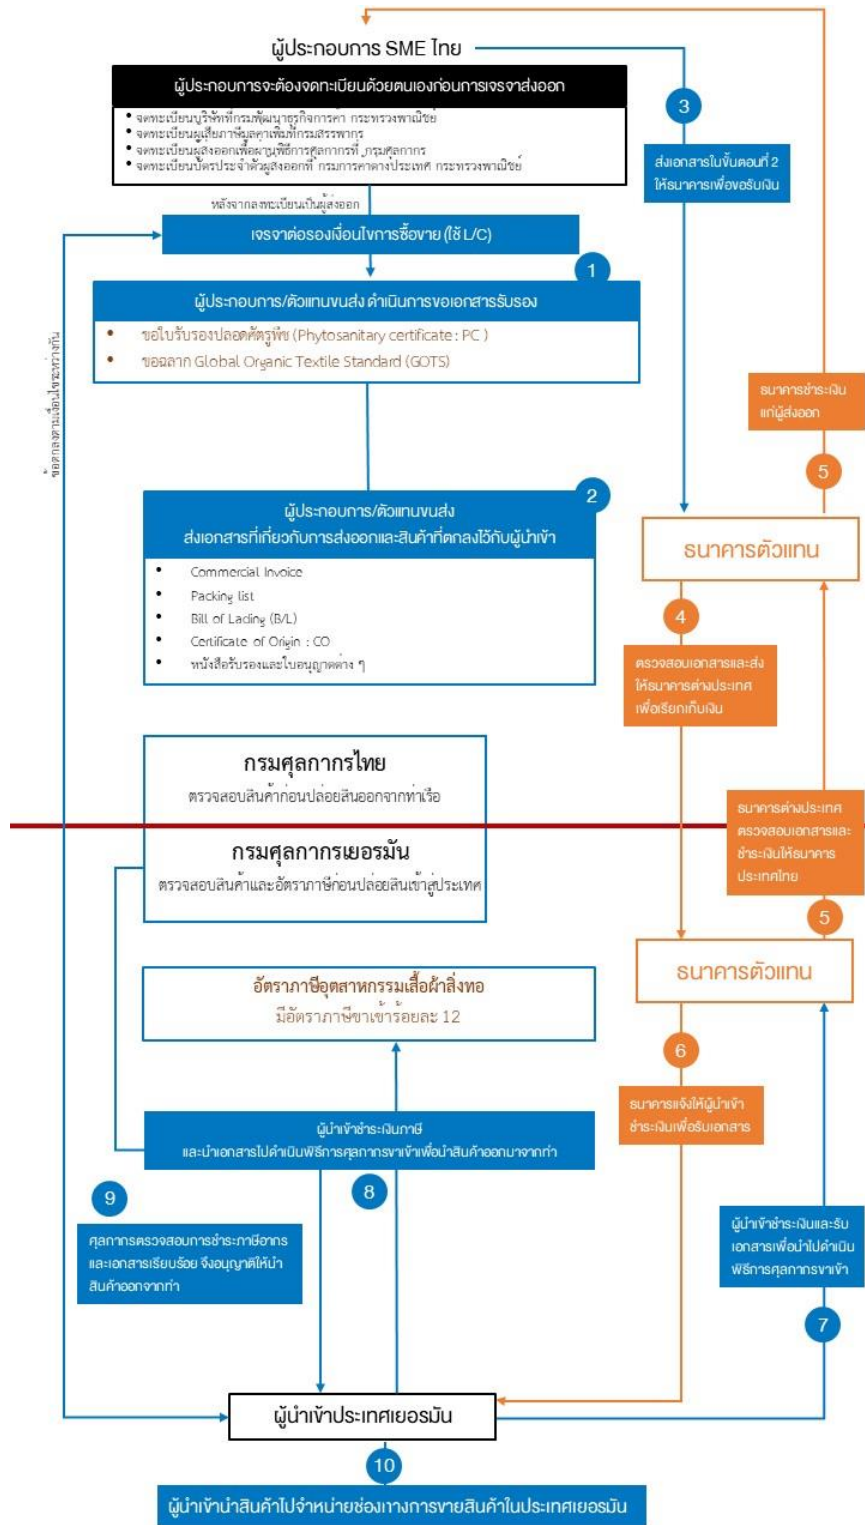 ผู้ประกอบการ SME ไทย
ผู้ประกอบการจะต้องจดทะเบียนด้วยตนเองก่อนการเจรจาส่งออก
• จดทะเบียนบริษัทที่กรมพัฒนาธุรกิจการค้า กระทรวงพาณิชย์
• จดทะเบียนผู้เสียภาษีมูลค่าเพิ่มที่กรมสรรพากร
• จดทะเบียนผู้ส่งออกเพื่อผ่านพิธีการศุลกากรที่ กรมศุลกากร
• จดทะเบียนบัตรประจำตัวผู้ส่งออกที่ กรมการค้าต่างประเทศ กระทรวงพาณิชย์
หลังจากลงทะเบียนเป็นผู้ส่งออก
เจรจาต่อรองเงื่อนไขการซื้อขาย (ใช้ L/C)
ข้อตกลงตามเงื่อนไขระหว่างกัน
1
ผู้ประกอบการ/ตัวแทนขนส่ง ดำเนินการขอเอกสารรับรอง
• ขอใบรับรองปลอดศัตรูพืช (Phytosanitary certificate : PC )
• ขอฉลาก Global Organic Textile Standard (GOTS)
2
ผู้ประกอบการ/ตัวแทนขนส่ง
ส่งเอกสารที่เกี่ยวกับการส่งออกและสินค้าที่ตกลงไว้กับผู้นำเข้า
• Commercial Invoice
• Packing list
• Bill of Lading (B/L)
• Certificate of Origin : CO
• หนังสือรับรองและใบอนุญาตต่าง ๆ
3
ส่งเอกสารในขั้นตอนที่ 2
ให้ธนาคารเพื่อขอรับเงิน
ธนาคารชำระเงิน
แก่ผู้ส่งออก
5
ธนาคารตัวแทน
4
ตรวจสอบเอกสารและส่ง
ให้ธนาคารต่างประเทศ
เพื่อเรียกเก็บเงิน
กรมศุลกากรไทย
ตรวจสอบสินค้าก่อนปล่อยสินออกจากท่าเรือ
กรมศุลกากรเยอรมัน
ตรวจสอบสินค้าและอัตราภาษีก่อนปล่อยสินเข้าสู่ประเทศ
ธนาคารต่างประเทศ
ตรวจสอบเอกสารและ
ชำระเงินให้ธนาคาร
ประเทศไทย
5
ธนาคารตัวแทน
อัตราภาษีอุตสาหกรรมเสื้อผ้าสิ่งทอ
มีอัตราภาษีขาเข้าร้อยละ 12
6
ธนาคารแจ้งให้ผู้นำเข้า
ชำระเงินเพื่อรับเอกสาร
ผู้นำเข้าชำระเงินภาษี
และนำเอกสารไปดำเนินพิธีการศุลกากรขาเข้าเพื่อนำสินค้าออกมาจากท่า
8
9
ศุลกากรตรวจสอบการชำระภาษีอากร
และเอกสารเรียบร้อย จึงอนุญาติให้นำ
สินค้าออกจากท่า
ผู้นำเข้าชำระเงินและรับ
เอกสารเพื่อนำไปดำเนิน
พิธีการศุลกากรขาเข้า
7
ผู้นำเข้าประเทศเยอรมัน
10
ผู้นำเข้านำสินค้าไปจำหน่ายช่องทางการขายสินค้าในประเทศเยอรมัน